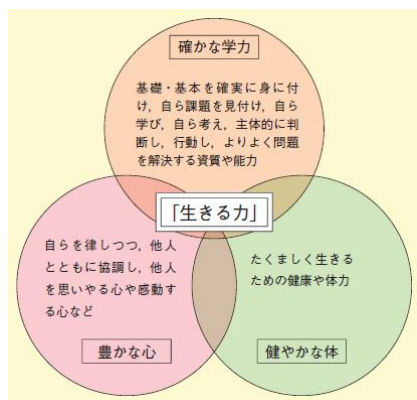 確かな学力
基礎・基本を確実に身に付
け，自ら課題を見付け，自ら
学び，自ら考え，主体的に判
断し，行動し，よりよく問題
を解決する資質や能力
「生きる力」
自らを律しつつ，他人
とともに協調し，他人
を思いやる心や感動す
る心など
豊かな心
たくましく生きる
ための健康や体力
健やかな体